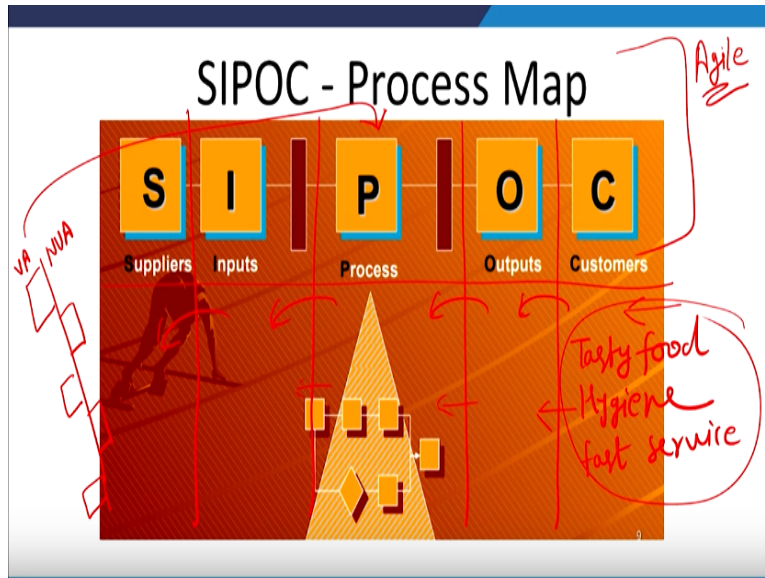 SIPOC - Process Map
Agile
S I P O C
Suppliers Inputs Process Outputs Customers
VA NVA
Tasty food
Hygiene
fast service
9